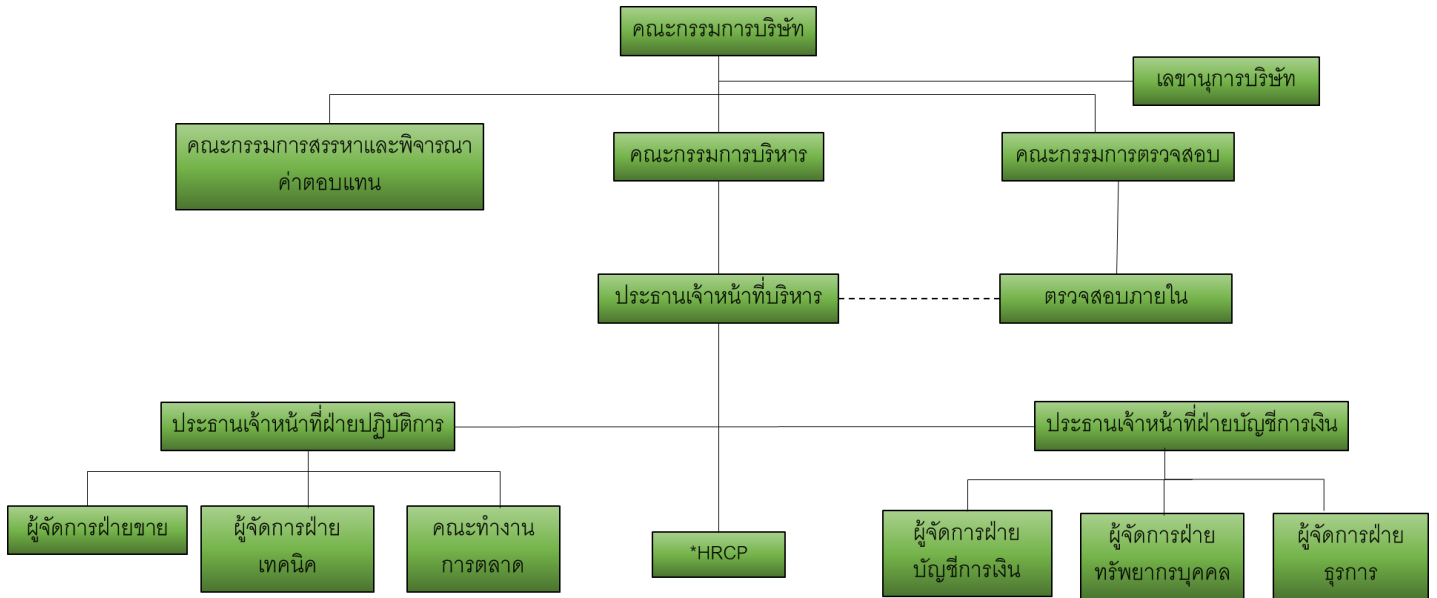 คณะกรรมการบริษัท
เลขานุการบริษัท
คณะกรรมการสรรหาและพิจารณา
ค่าตอบแทน
คณะกรรมการบริหาร
คณะกรรมการตรวจสอบ
ประธานเจ้าหน้าที่บริหาร
ตรวจสอบภายใน
ประธานเจ้าหน้าที่ฝ่ายปฏิบัติการ
ประธานเจ้าหน้าที่ฝ่ายบัญชีการเงิน
ผู้จัดการฝ่ายขาย
ผู้จัดการฝ่าย
เทคนิค
คณะทำงาน
การตลาด
*HRCP
ผู้จัดการฝ่าย
บัญชีการเงิน
ผู้จัดการฝ่าย
ทรัพยากรบุคคล
ผู้จัดการฝ่าย
ธุรการ